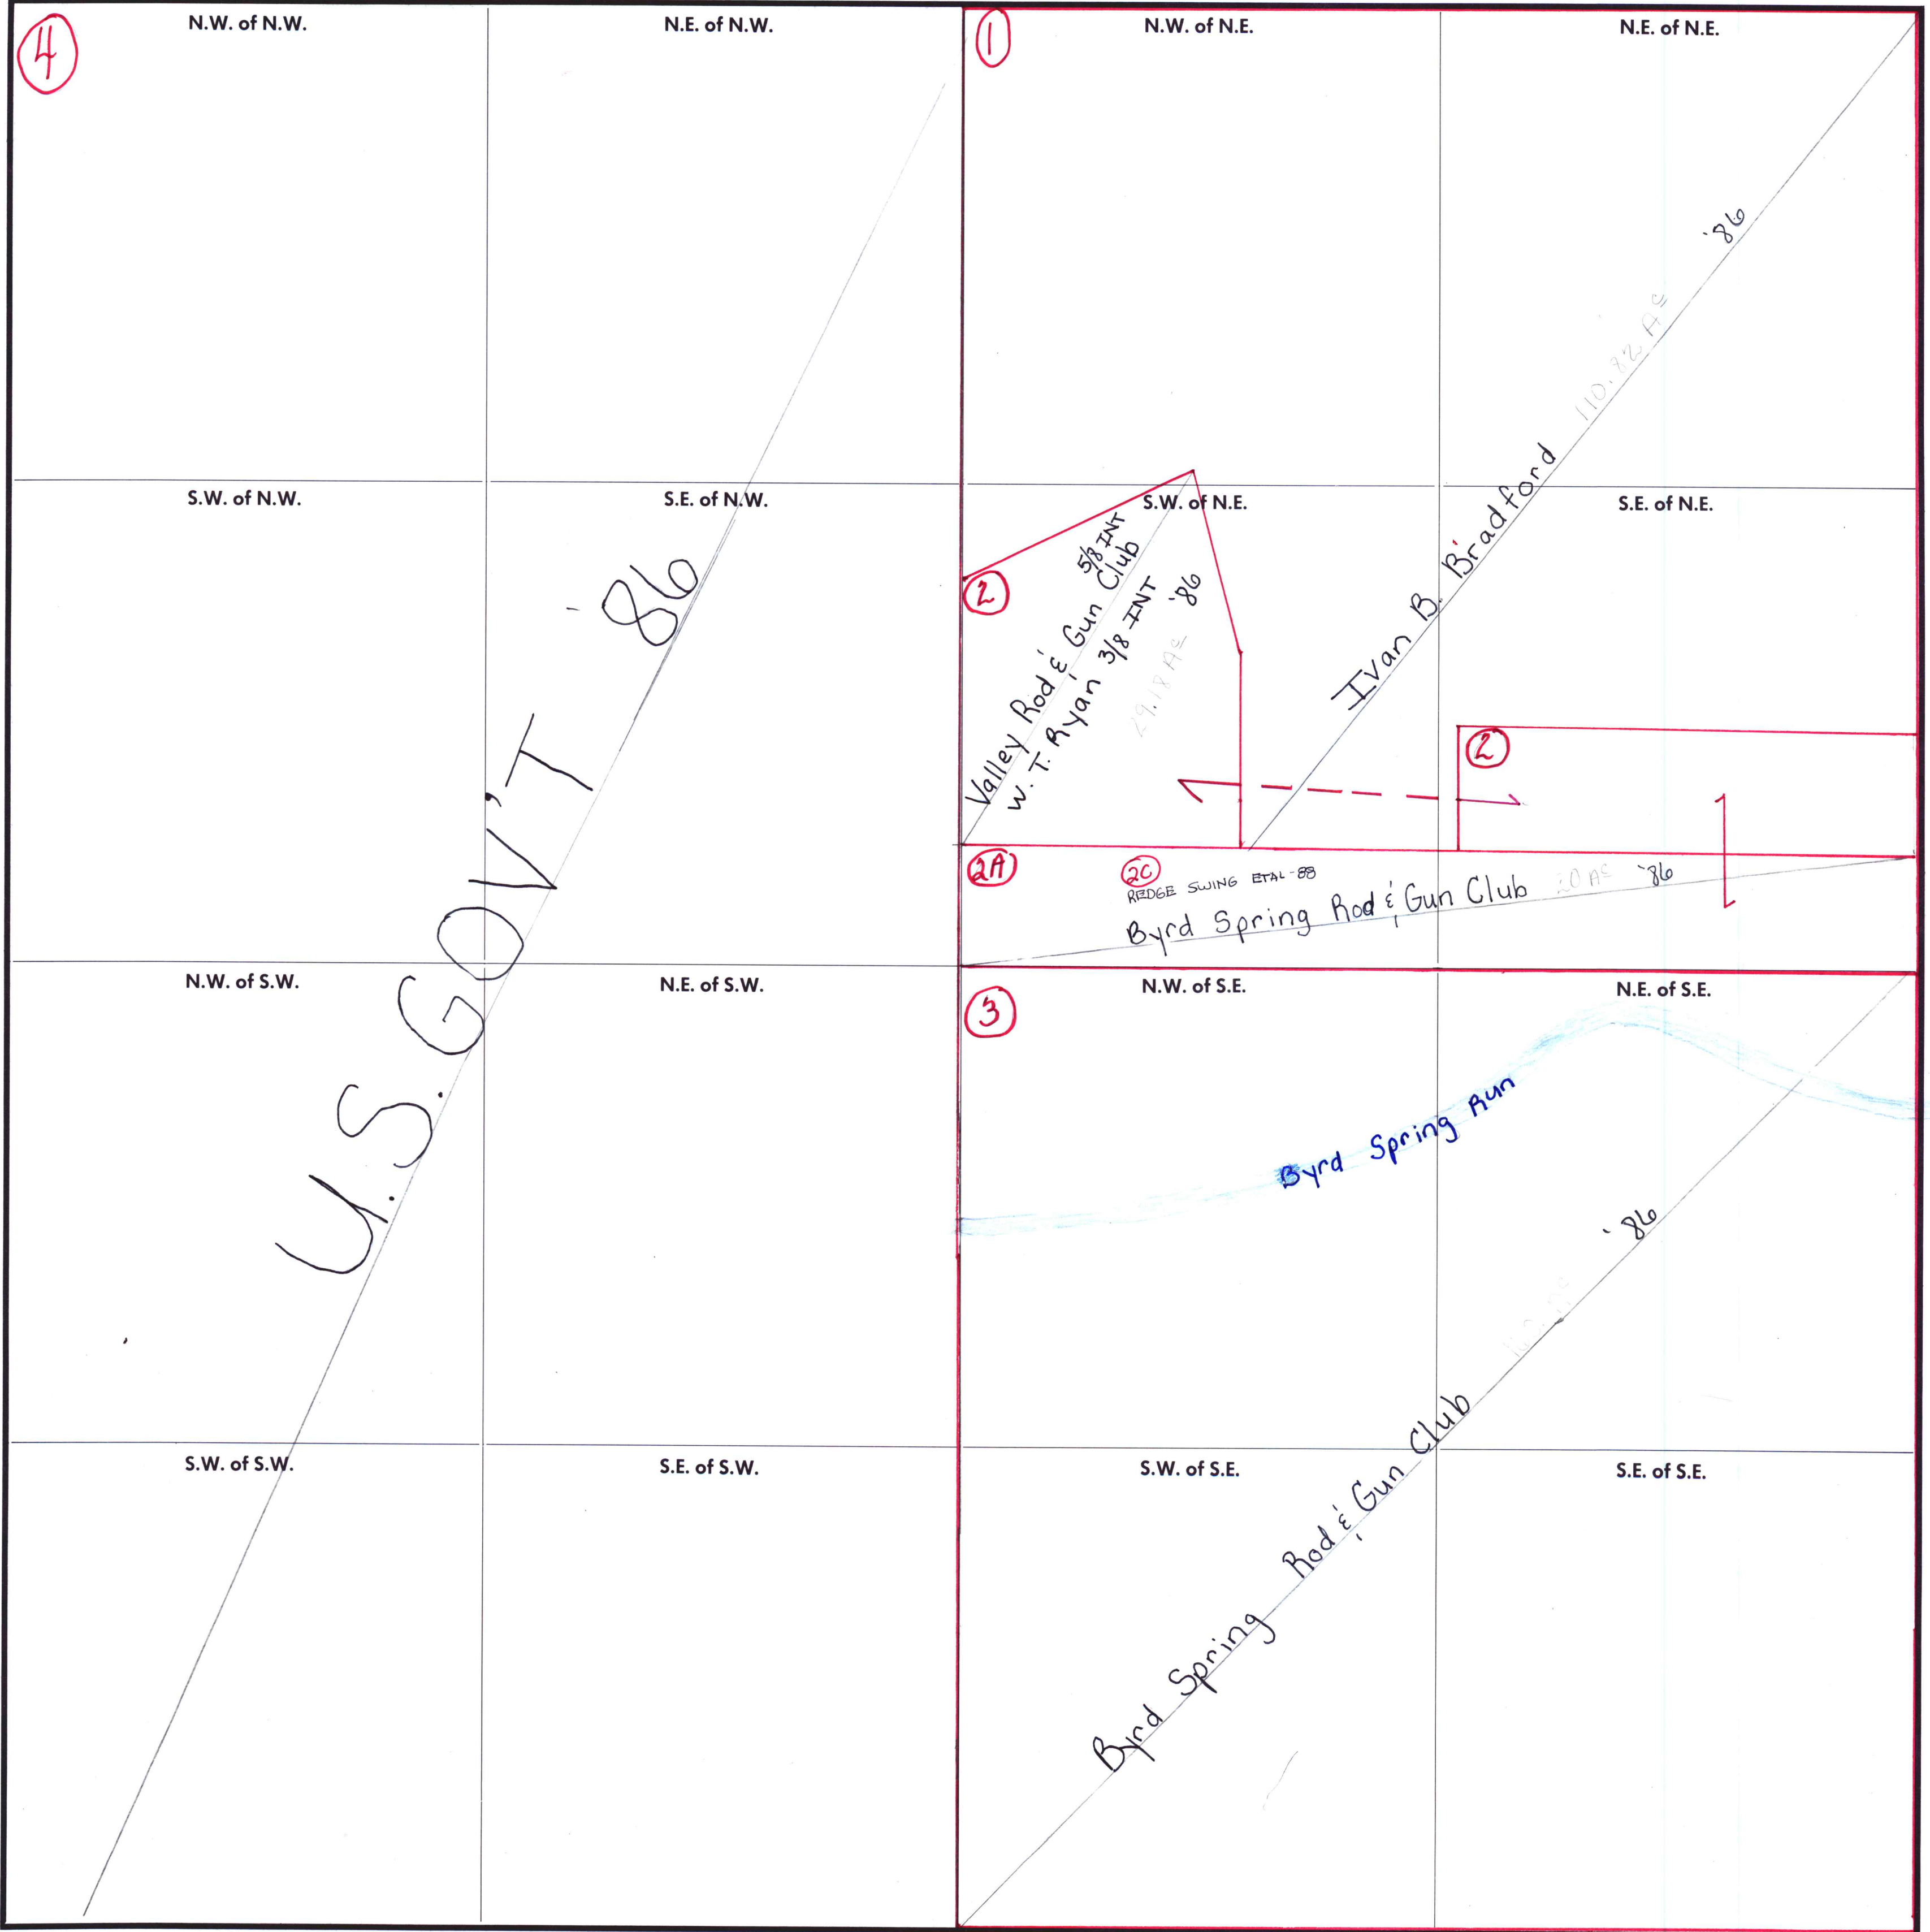 4
N.W. of N.W.
N.E. of N.W.
1
N.W. of N.E.
N.E. of N.E.
S.W. of N.W.
S.E. of N.W.
S.W. of N.E.
S.E. of N.E.
U.S. GOV'T '86
2
5/8 INT
Valley Rod & Gun Club
W. T. Ryan 3/8 INT '86
29.18 Ac
Ivan B. Bradford 110.82 Ac '86
2
2A
2C
REDGE SWING ETAL -88
Byrd Spring Rod & Gun Club 20 Ac '86
N.W. of S.W.
N.E. of S.W.
3
N.W. of S.E.
N.E. of S.E.
Byrd Spring Run
Byrd Spring Rod & Gun Club '86
S.W. of S.W.
S.E. of S.W.
S.W. of S.E.
S.E. of S.E.